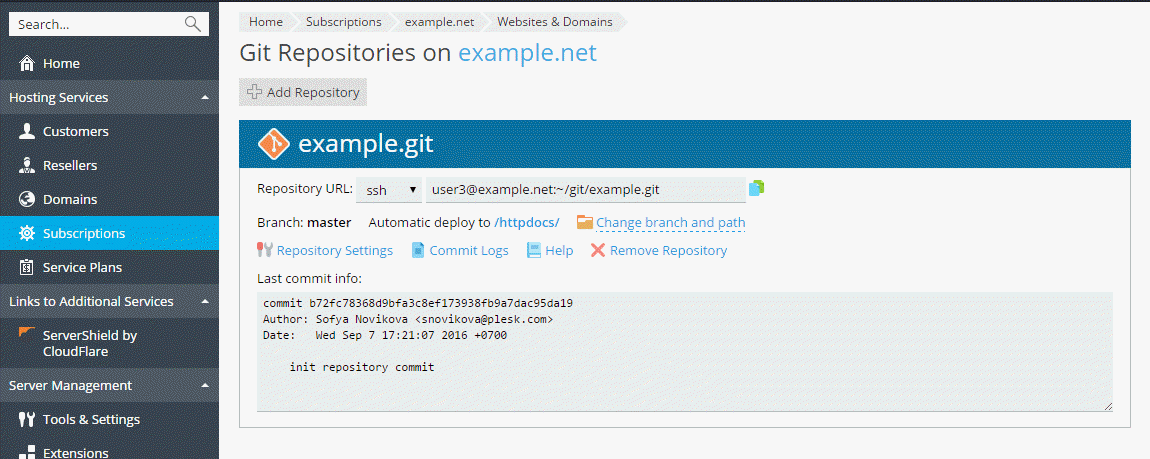 Search...
Home
Hosting Services
Customers
Resellers
Domains
Subscriptions
Service Plans
Links to Additional Services
ServerShield by
CloudFlare
Server Management
Tools & Settings
Extensions
Home Subscriptions example.net Websites & Domains
Git Repositories on example.net
Add Repository
example.git
Repository URL: ssh user3@example.net:~/git/example.git
Branch: master Automatic deploy to /httpdocs/ Change branch and path
Repository Settings Commit Logs Help Remove Repository
Last commit info:
commit b72fc78368d9bfa3c8ef173938fb9a7dac95da19
Author: Sofya Novikova <snovikova@plesk.com>
Date: Wed Sep 7 17:21:07 2016 +0700
init repository commit